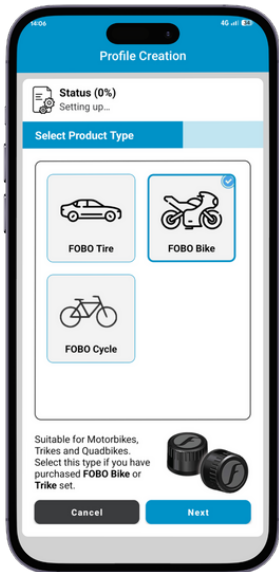 14:06
4G
Profile Creation
Status (0%)
Setting up...
Select Product Type
FOBO Tire
FOBO Bike
FOBO Cycle
Suitable for Motorbikes,
Trikes and Quadbikes.
Select this type if you have
purchased FOBO Bike or
Trike set.
Cancel
Next